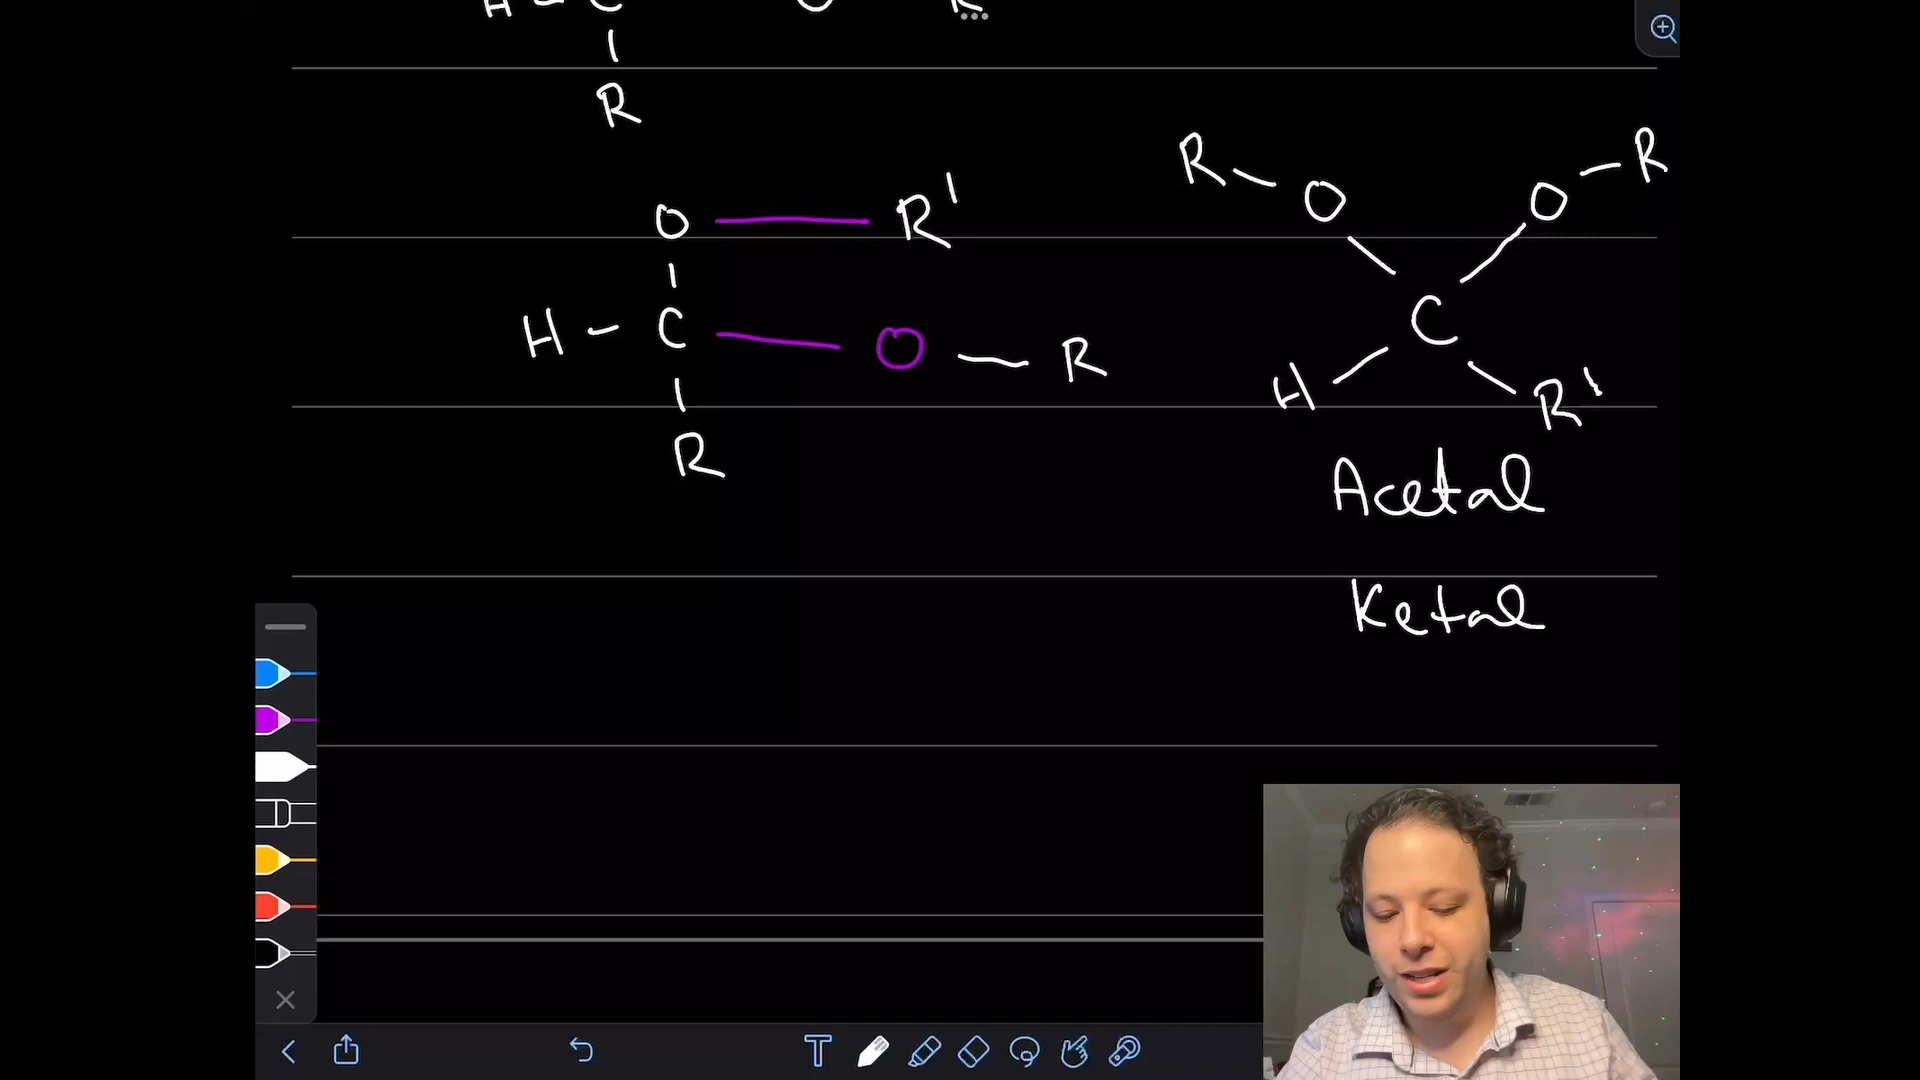 H - C O R
R
O — R'
H - C — O — R
R
R - O O - R
C
H R'
Acetal
Ketal
T